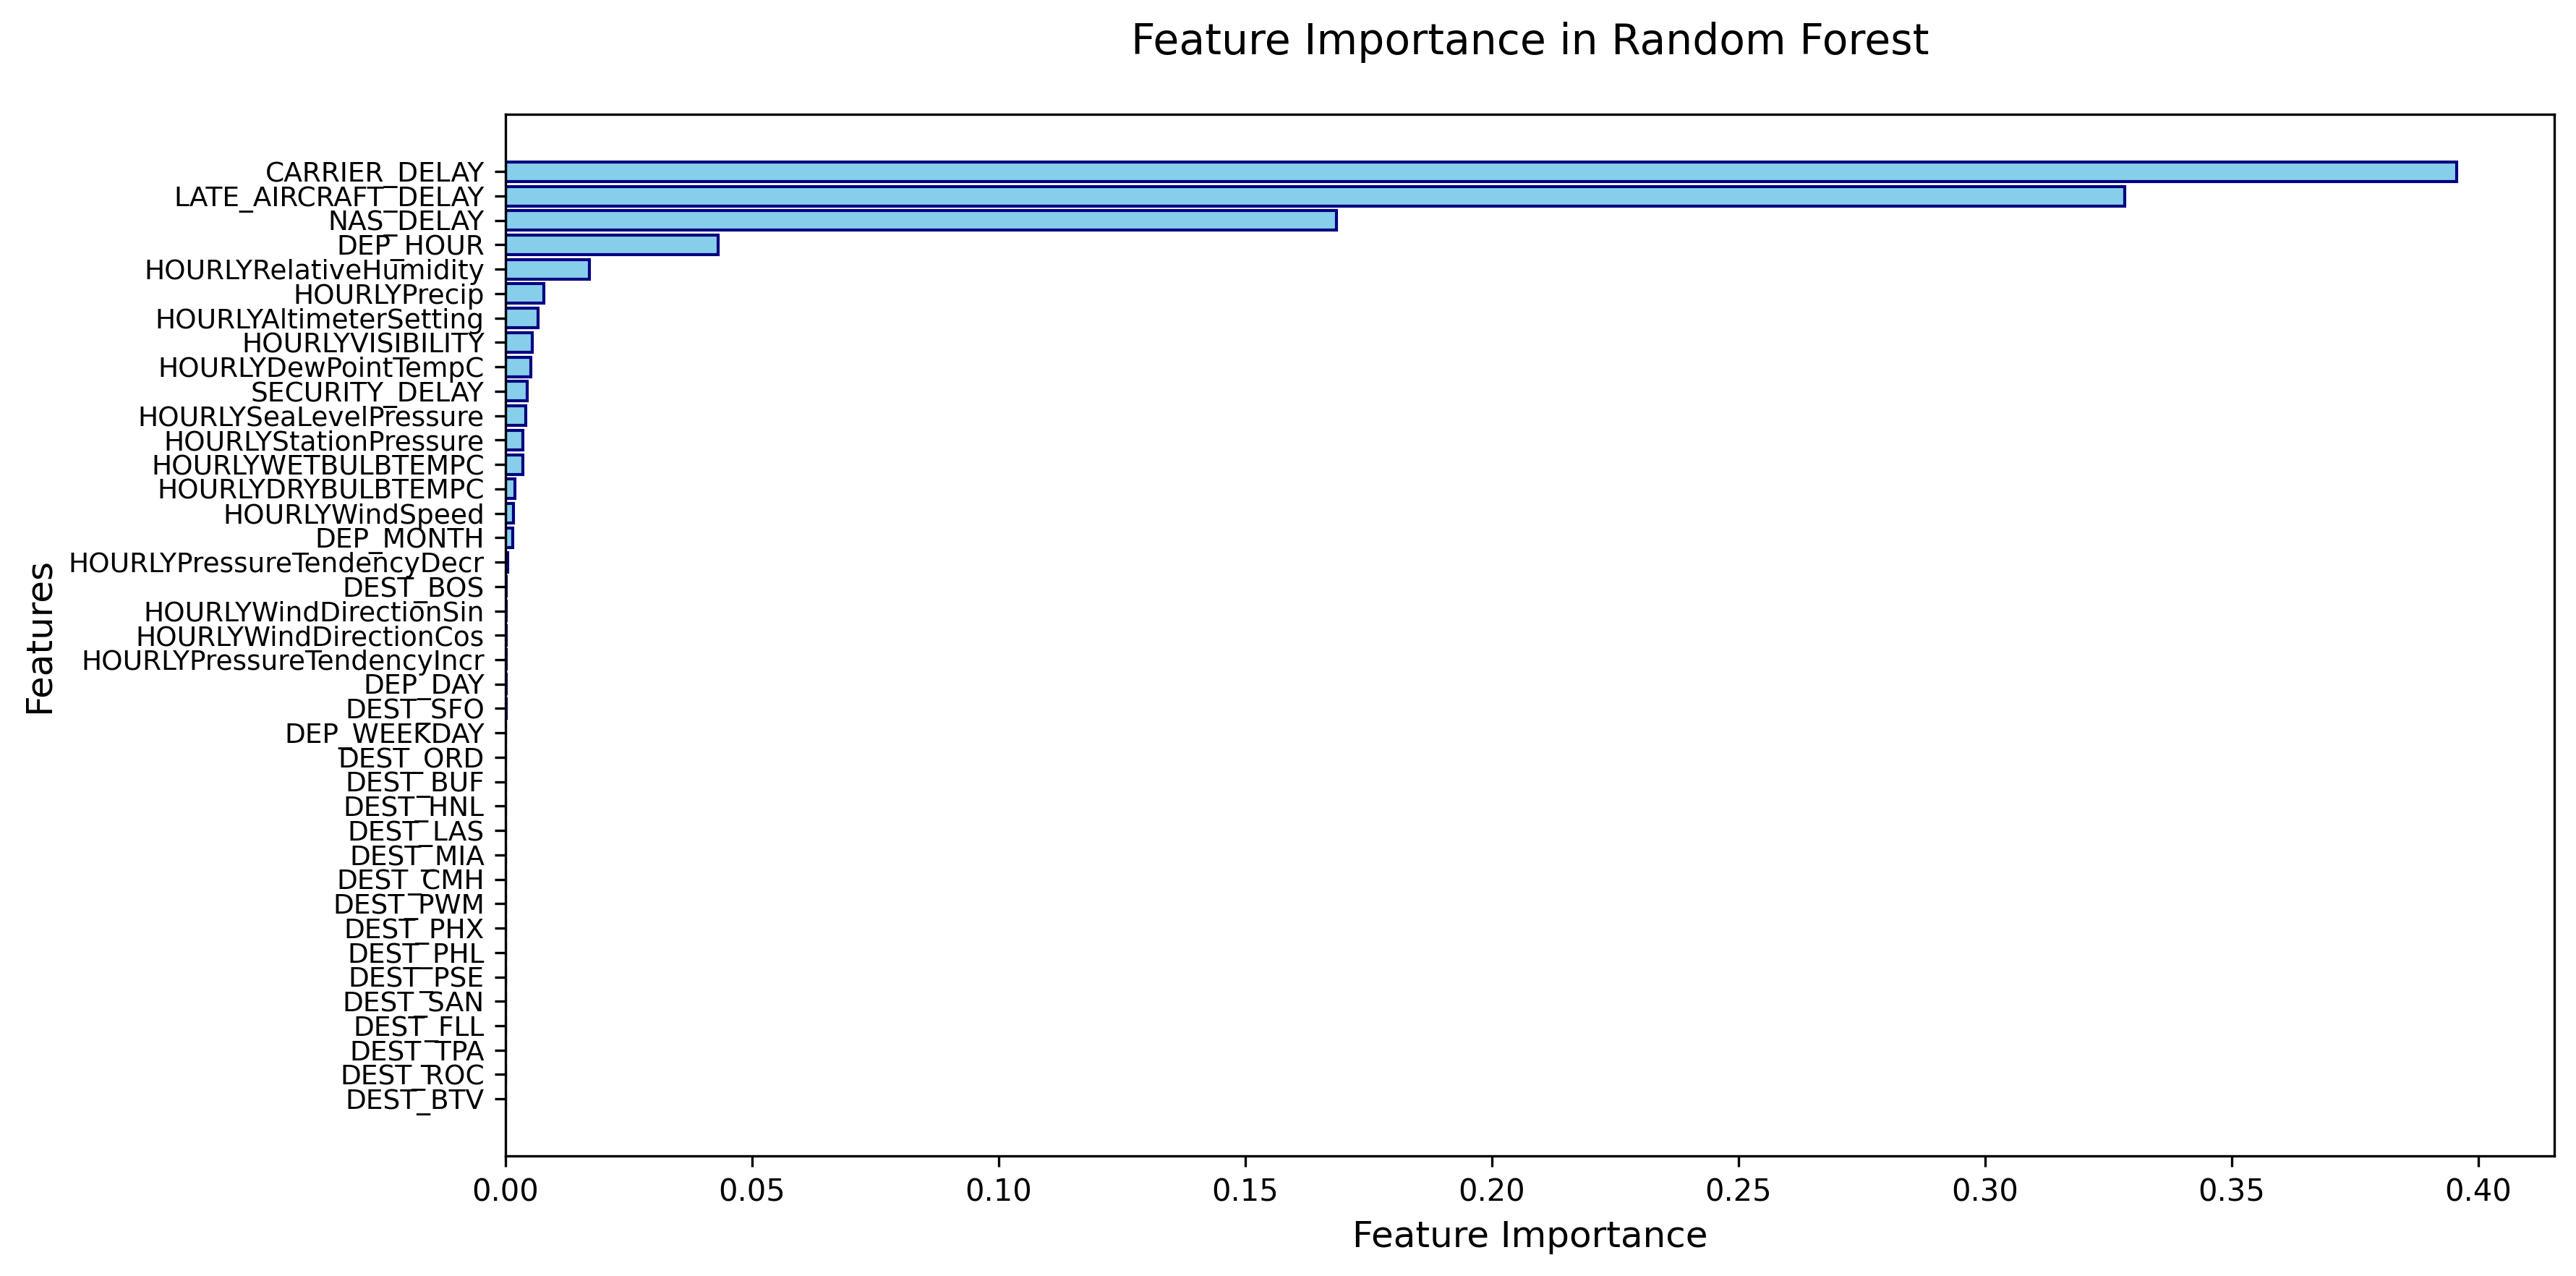 Feature Importance in Random Forest
CARRIER_DELAY
LATE_AIRCRAFT_DELAY
NAS_DELAY
DEP_HOUR
HOURLYRelativeHumidity
HOURLYPrecip
HOURLYAltimeterSetting
HOURLYVISIBILITY
HOURLYDewPointTempC
SECURITY_DELAY
HOURLYSeaLevelPressure
HOURLYStationPressure
HOURLYWETBULBTEMPC
HOURLYDRYBULBTEMPC
HOURLYWindSpeed
DEP_MONTH
HOURLYPressureTendencyDecr
DEST_BOS
HOURLYWindDirectionSin
HOURLYWindDirectionCos
HOURLYPressureTendencyIncr
DEP_DAY
DEST_SFO
DEP_WEEKDAY
DEST_ORD
DEST_BUF
DEST_HNL
DEST_LAS
DEST_MIA
DEST_CMH
DEST_PWM
DEST_PHX
DEST_PHL
DEST_PSE
DEST_SAN
DEST_FLL
DEST_TPA
DEST_ROC
DEST_BTV
Features
0.00 0.05 0.10 0.15 0.20 0.25 0.30 0.35 0.40
Feature Importance